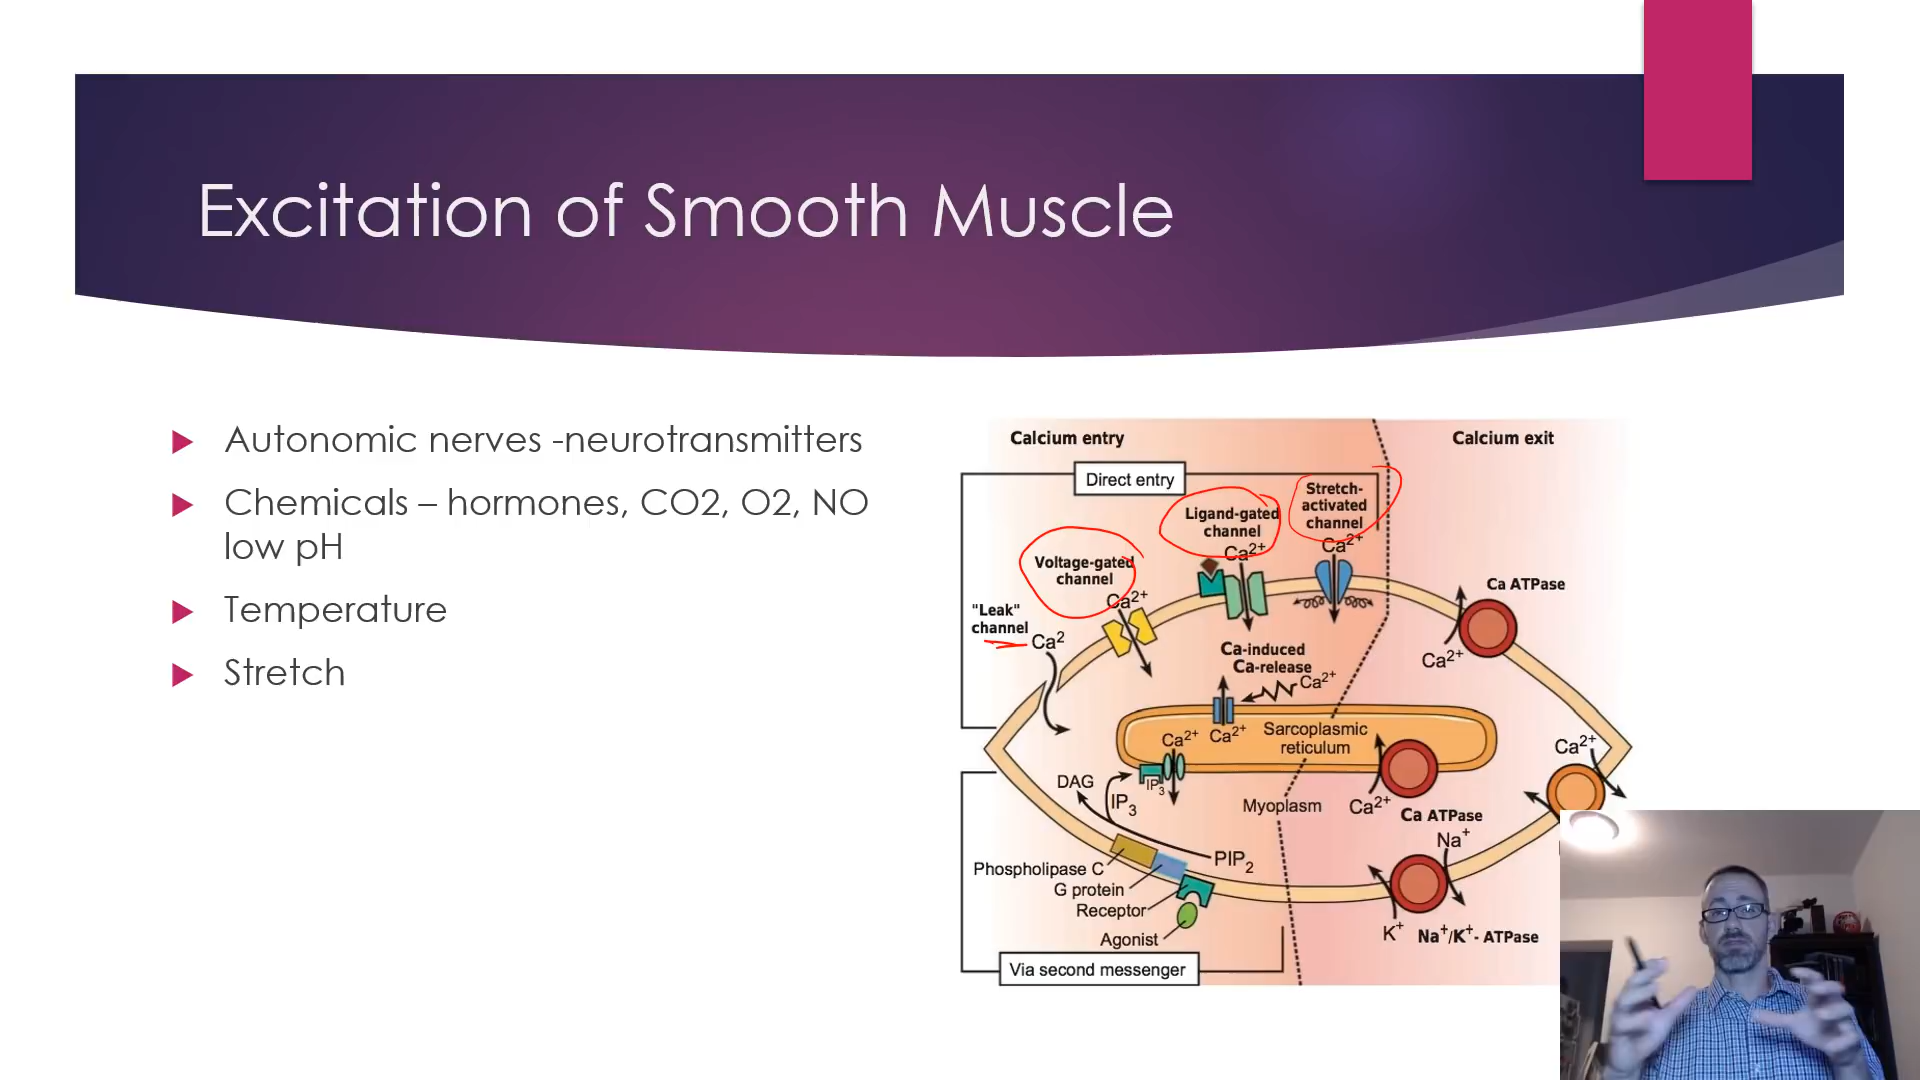 Excitation of Smooth Muscle
Autonomic nerves -neurotransmitters
Chemicals – hormones, CO2, O2, NO
low pH
Temperature
Stretch
Calcium entry
Calcium exit
Direct entry
Stretch-
activated
channel
Ca²⁺
Ligand-gated
channel
Ca²⁺
Voltage-gated
channel
Ca²⁺
"Leak"
channel
Ca²
Ca ATPase
Ca²⁺
Ca-induced
Ca-release
Ca²⁺
Ca²⁺
Ca²⁺
Sarcoplasmic
reticulum
IP₃
DAG
IP₃
Myoplasm
Ca²⁺
Ca ATPase
Ca²⁺
Na⁺
PIP₂
Phospholipase C
G protein
Receptor
Agonist
K⁺
Na⁺/K⁺- ATPase
Via second messenger